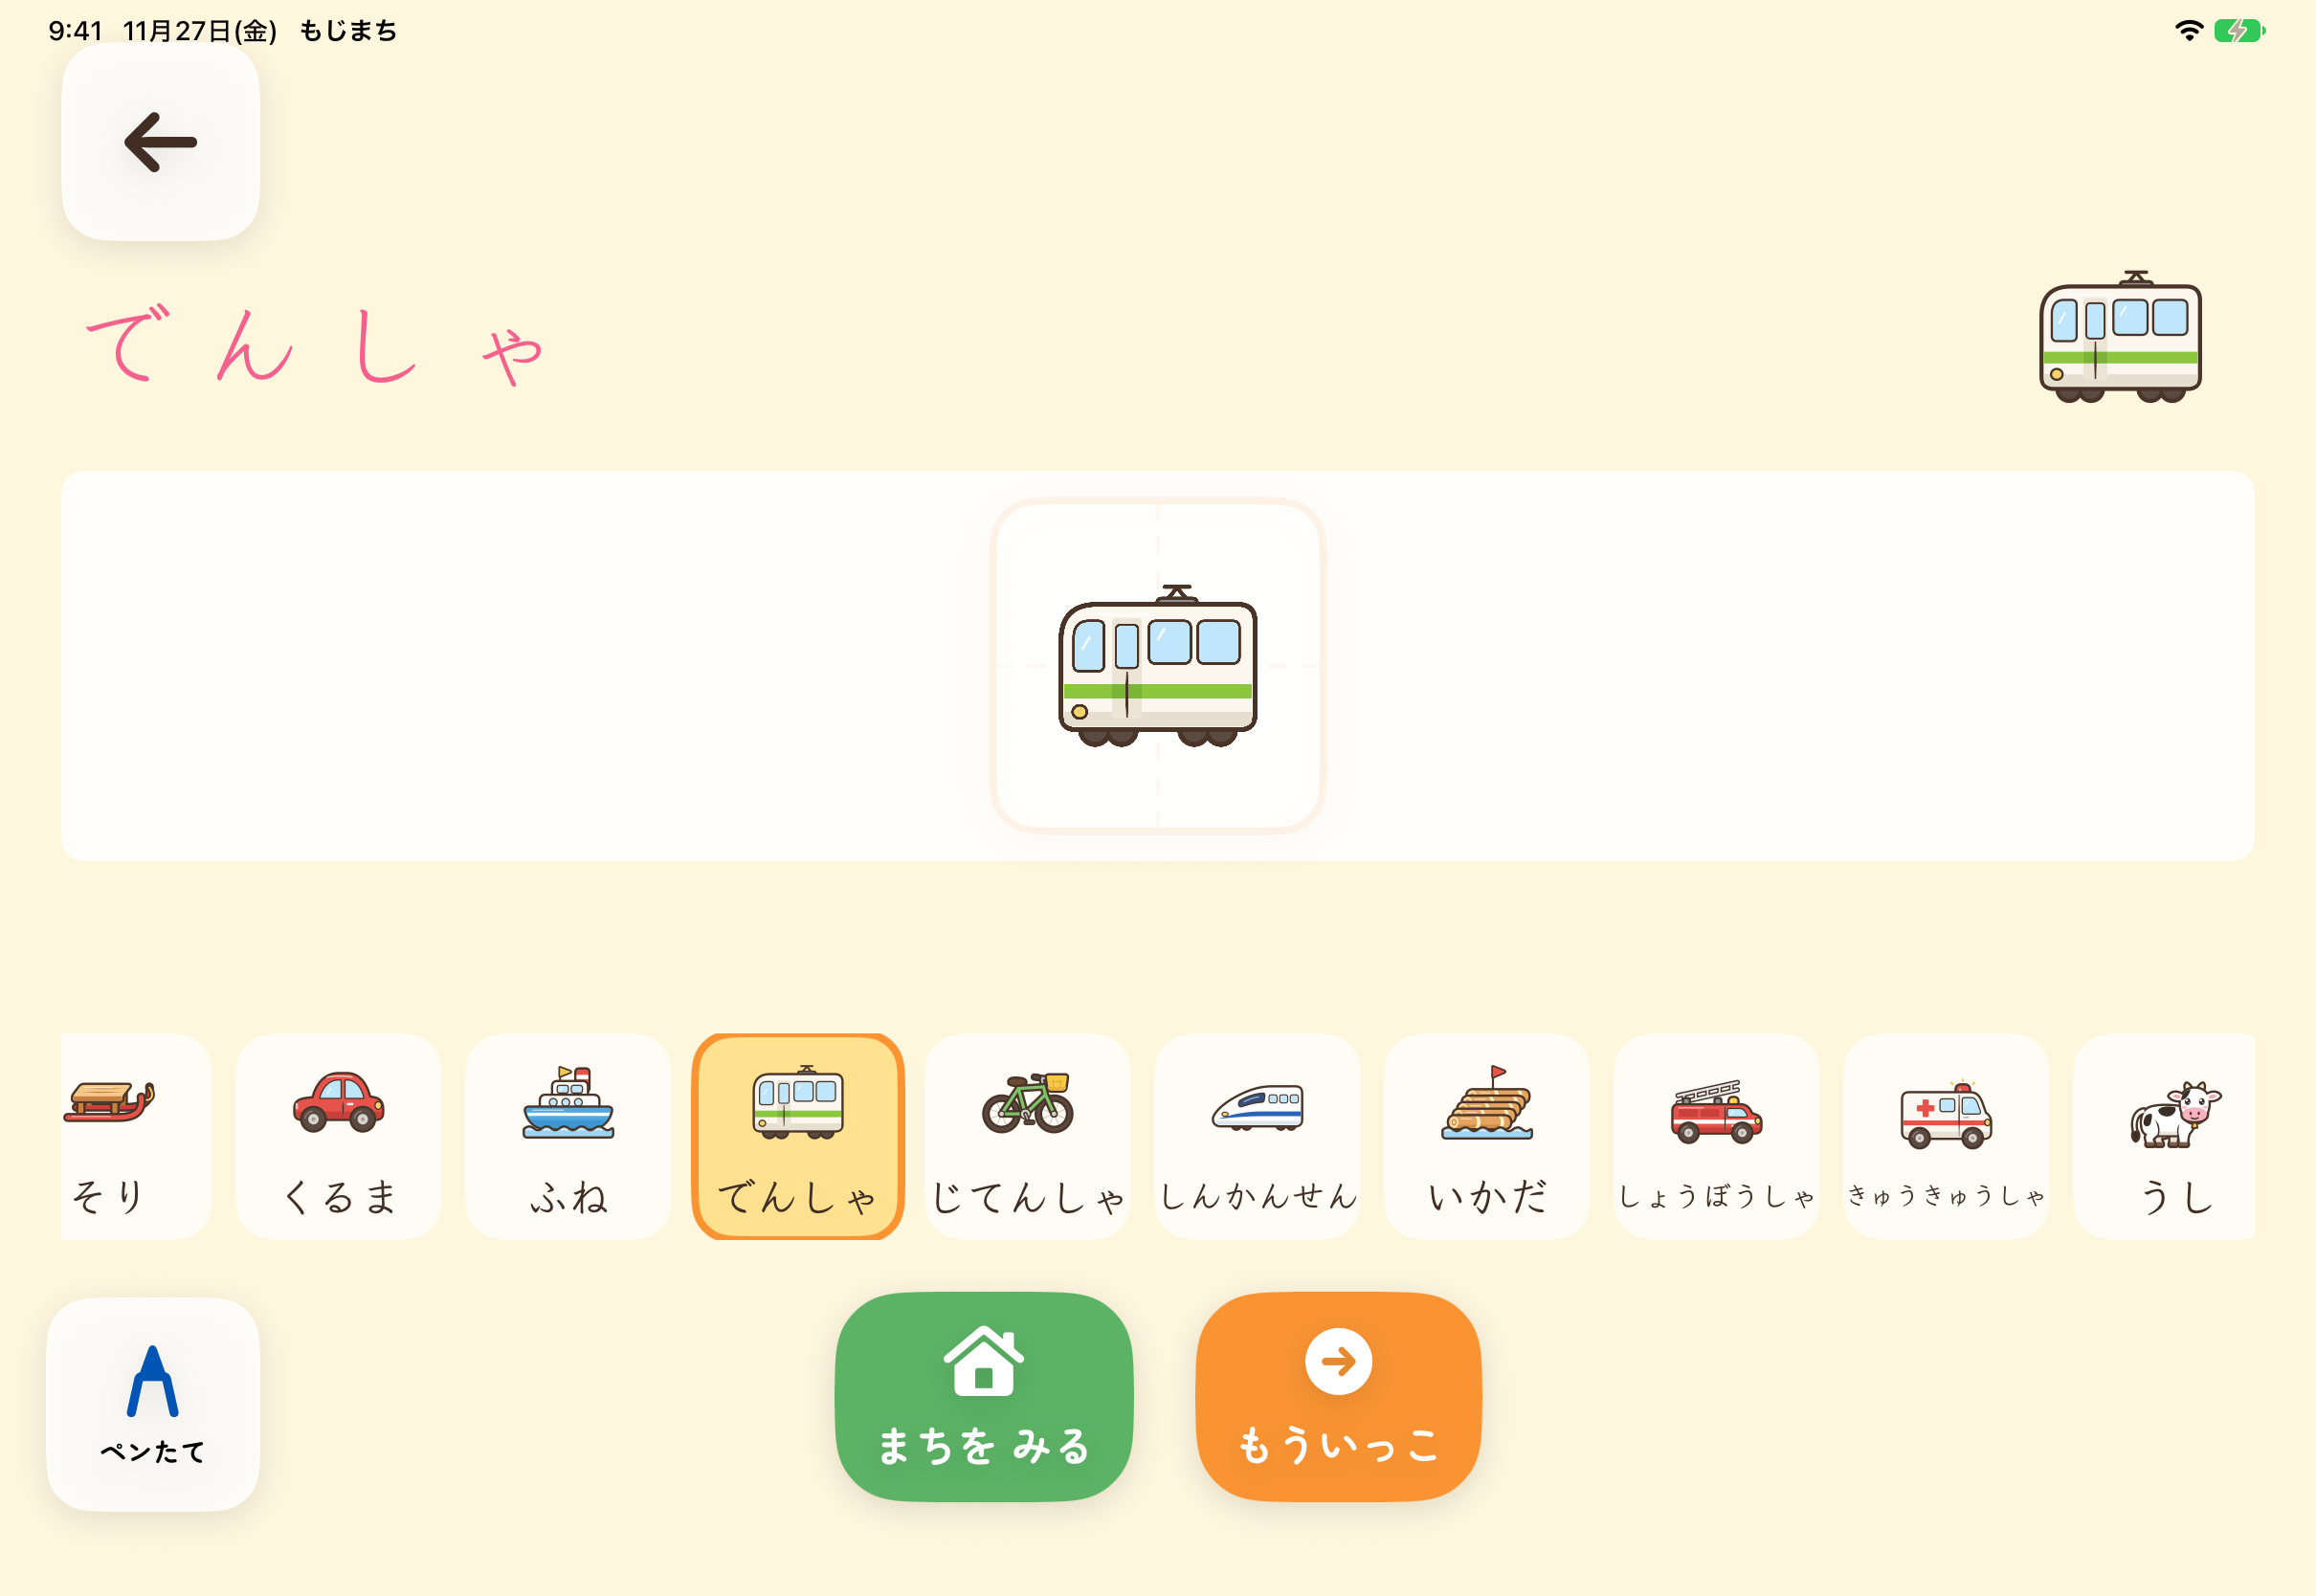 9:41 11月27日(金) もじまち
でんしゃ
そり くるま ふね でんしゃ じてんしゃ しんかんせん いかだ しょうぼうしゃ きゅうきゅうしゃ うし
ペンたて
まちを みる
もういっこ